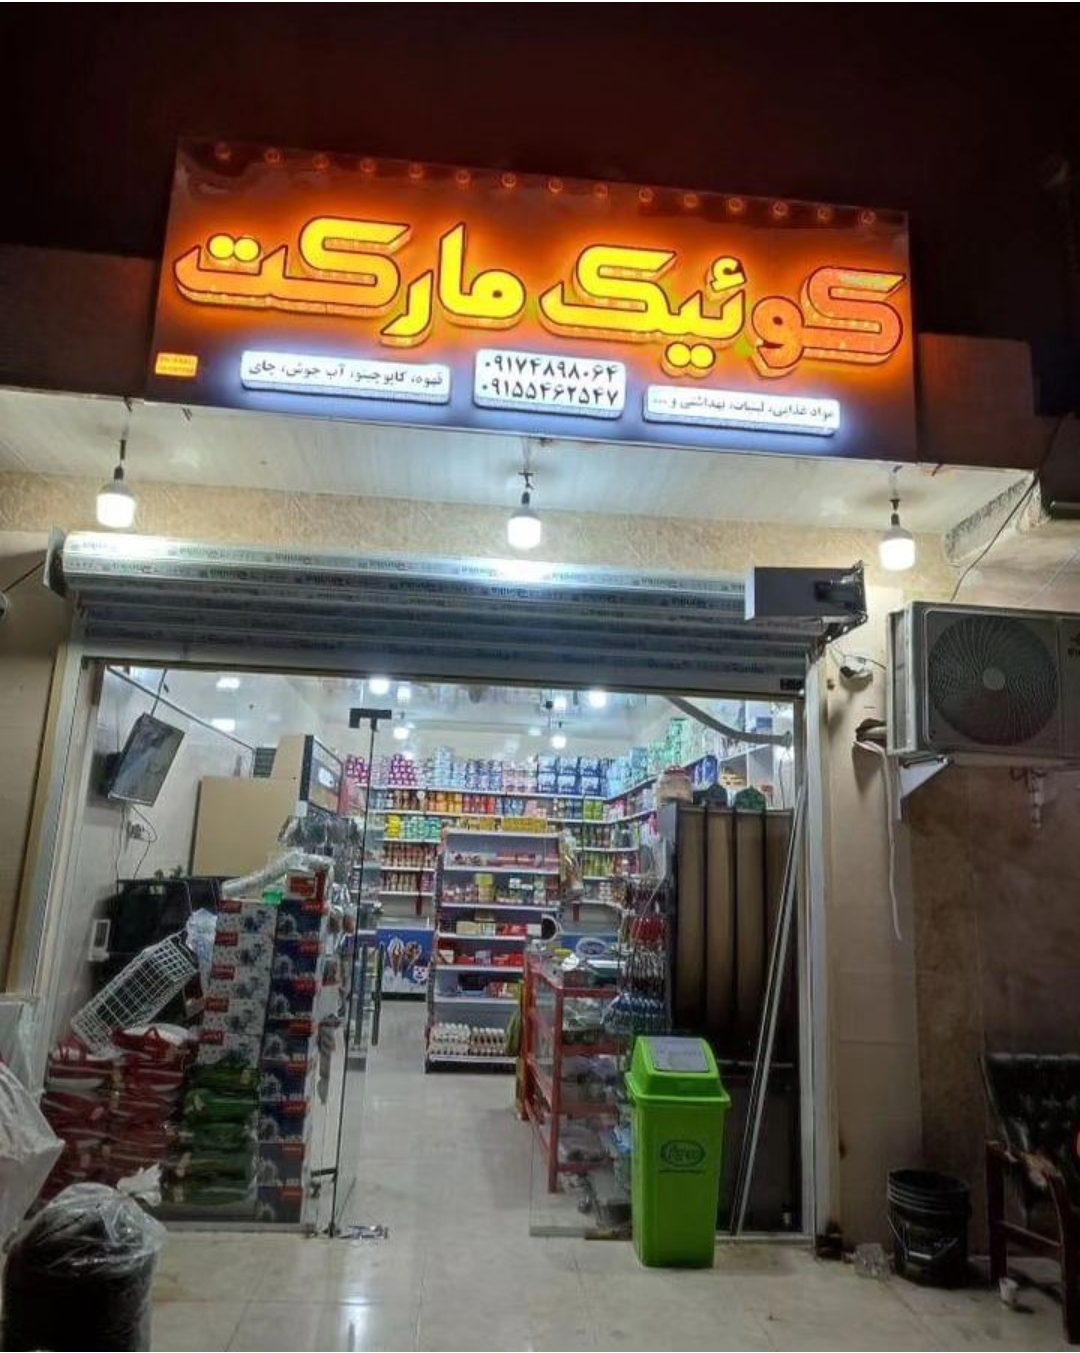 کوئیک مارکت
مواد غذایی، لبنیات، بهداشتی و ...
۰۹۱۷۴۸۹۸۰۶۴
۰۹۱۵۵۴۶۲۵۴۷
قهوه، کاپوچینو، آب جوش، چای